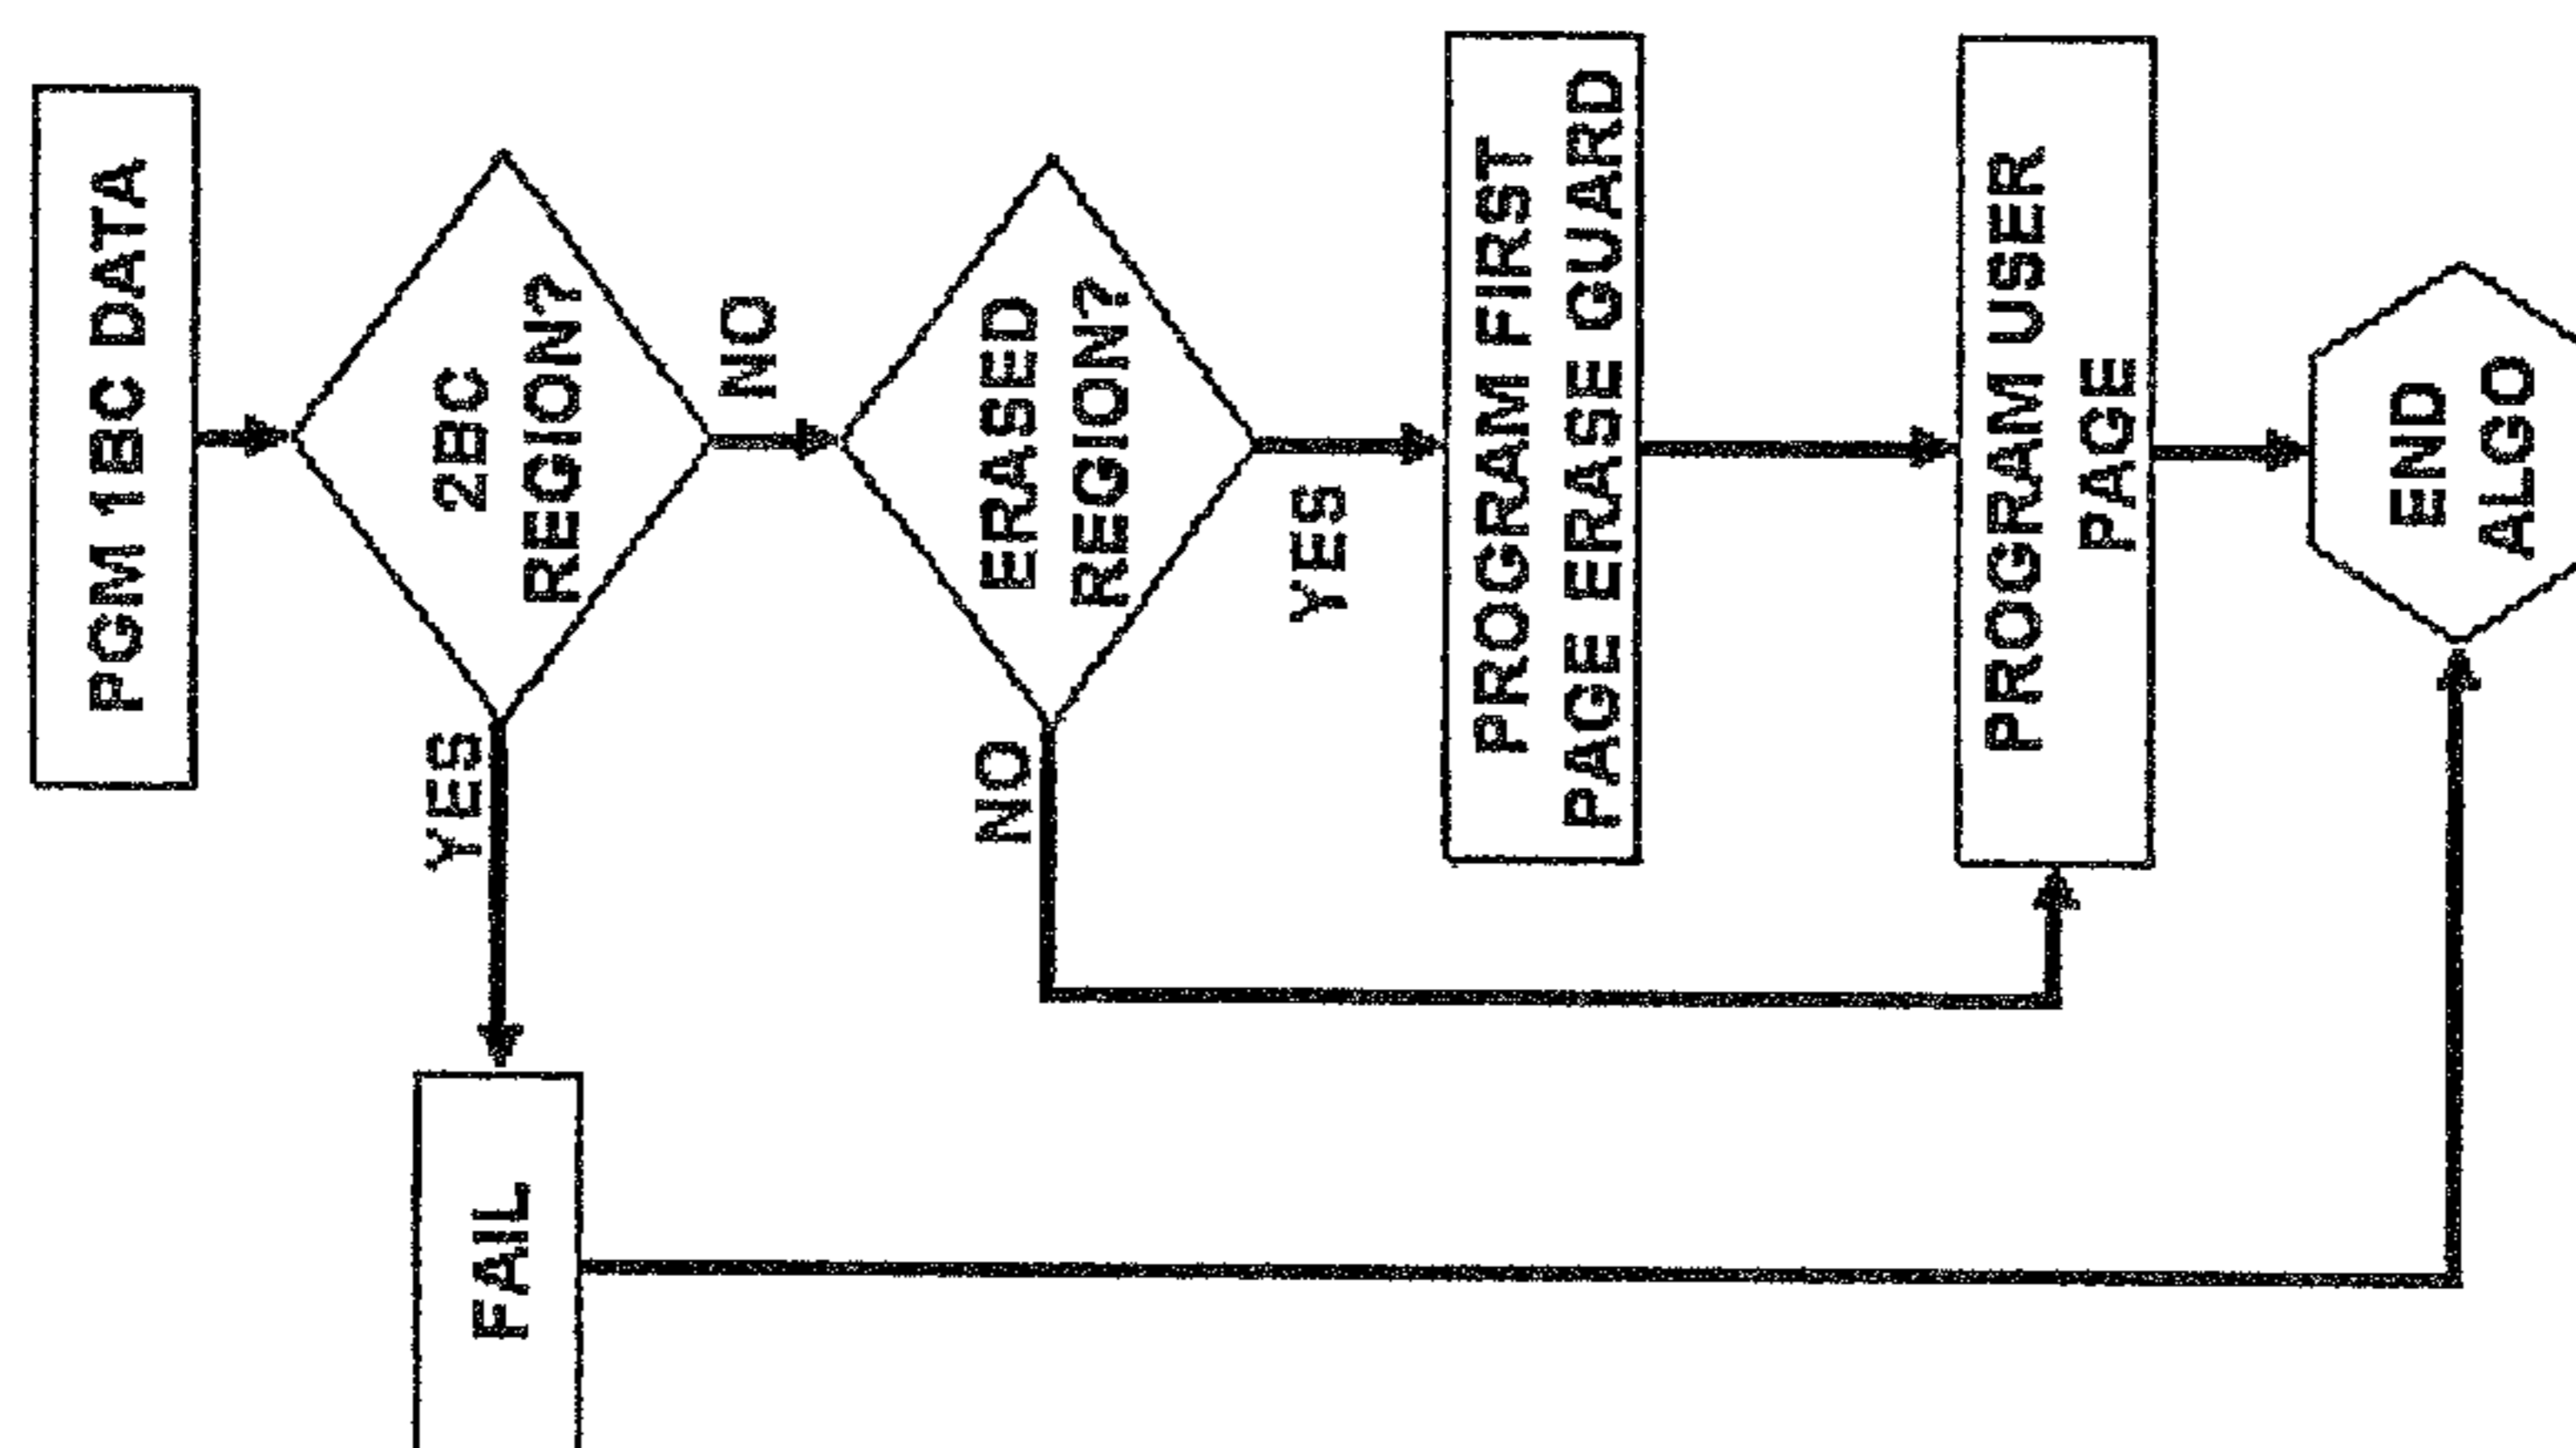 PGM 1BC DATA
2BC
REGION?
YES
NO
FAIL
ERASED
REGION?
NO
YES
PROGRAM FIRST
PAGE ERASE GUARD
PROGRAM USER
PAGE
END
ALGO